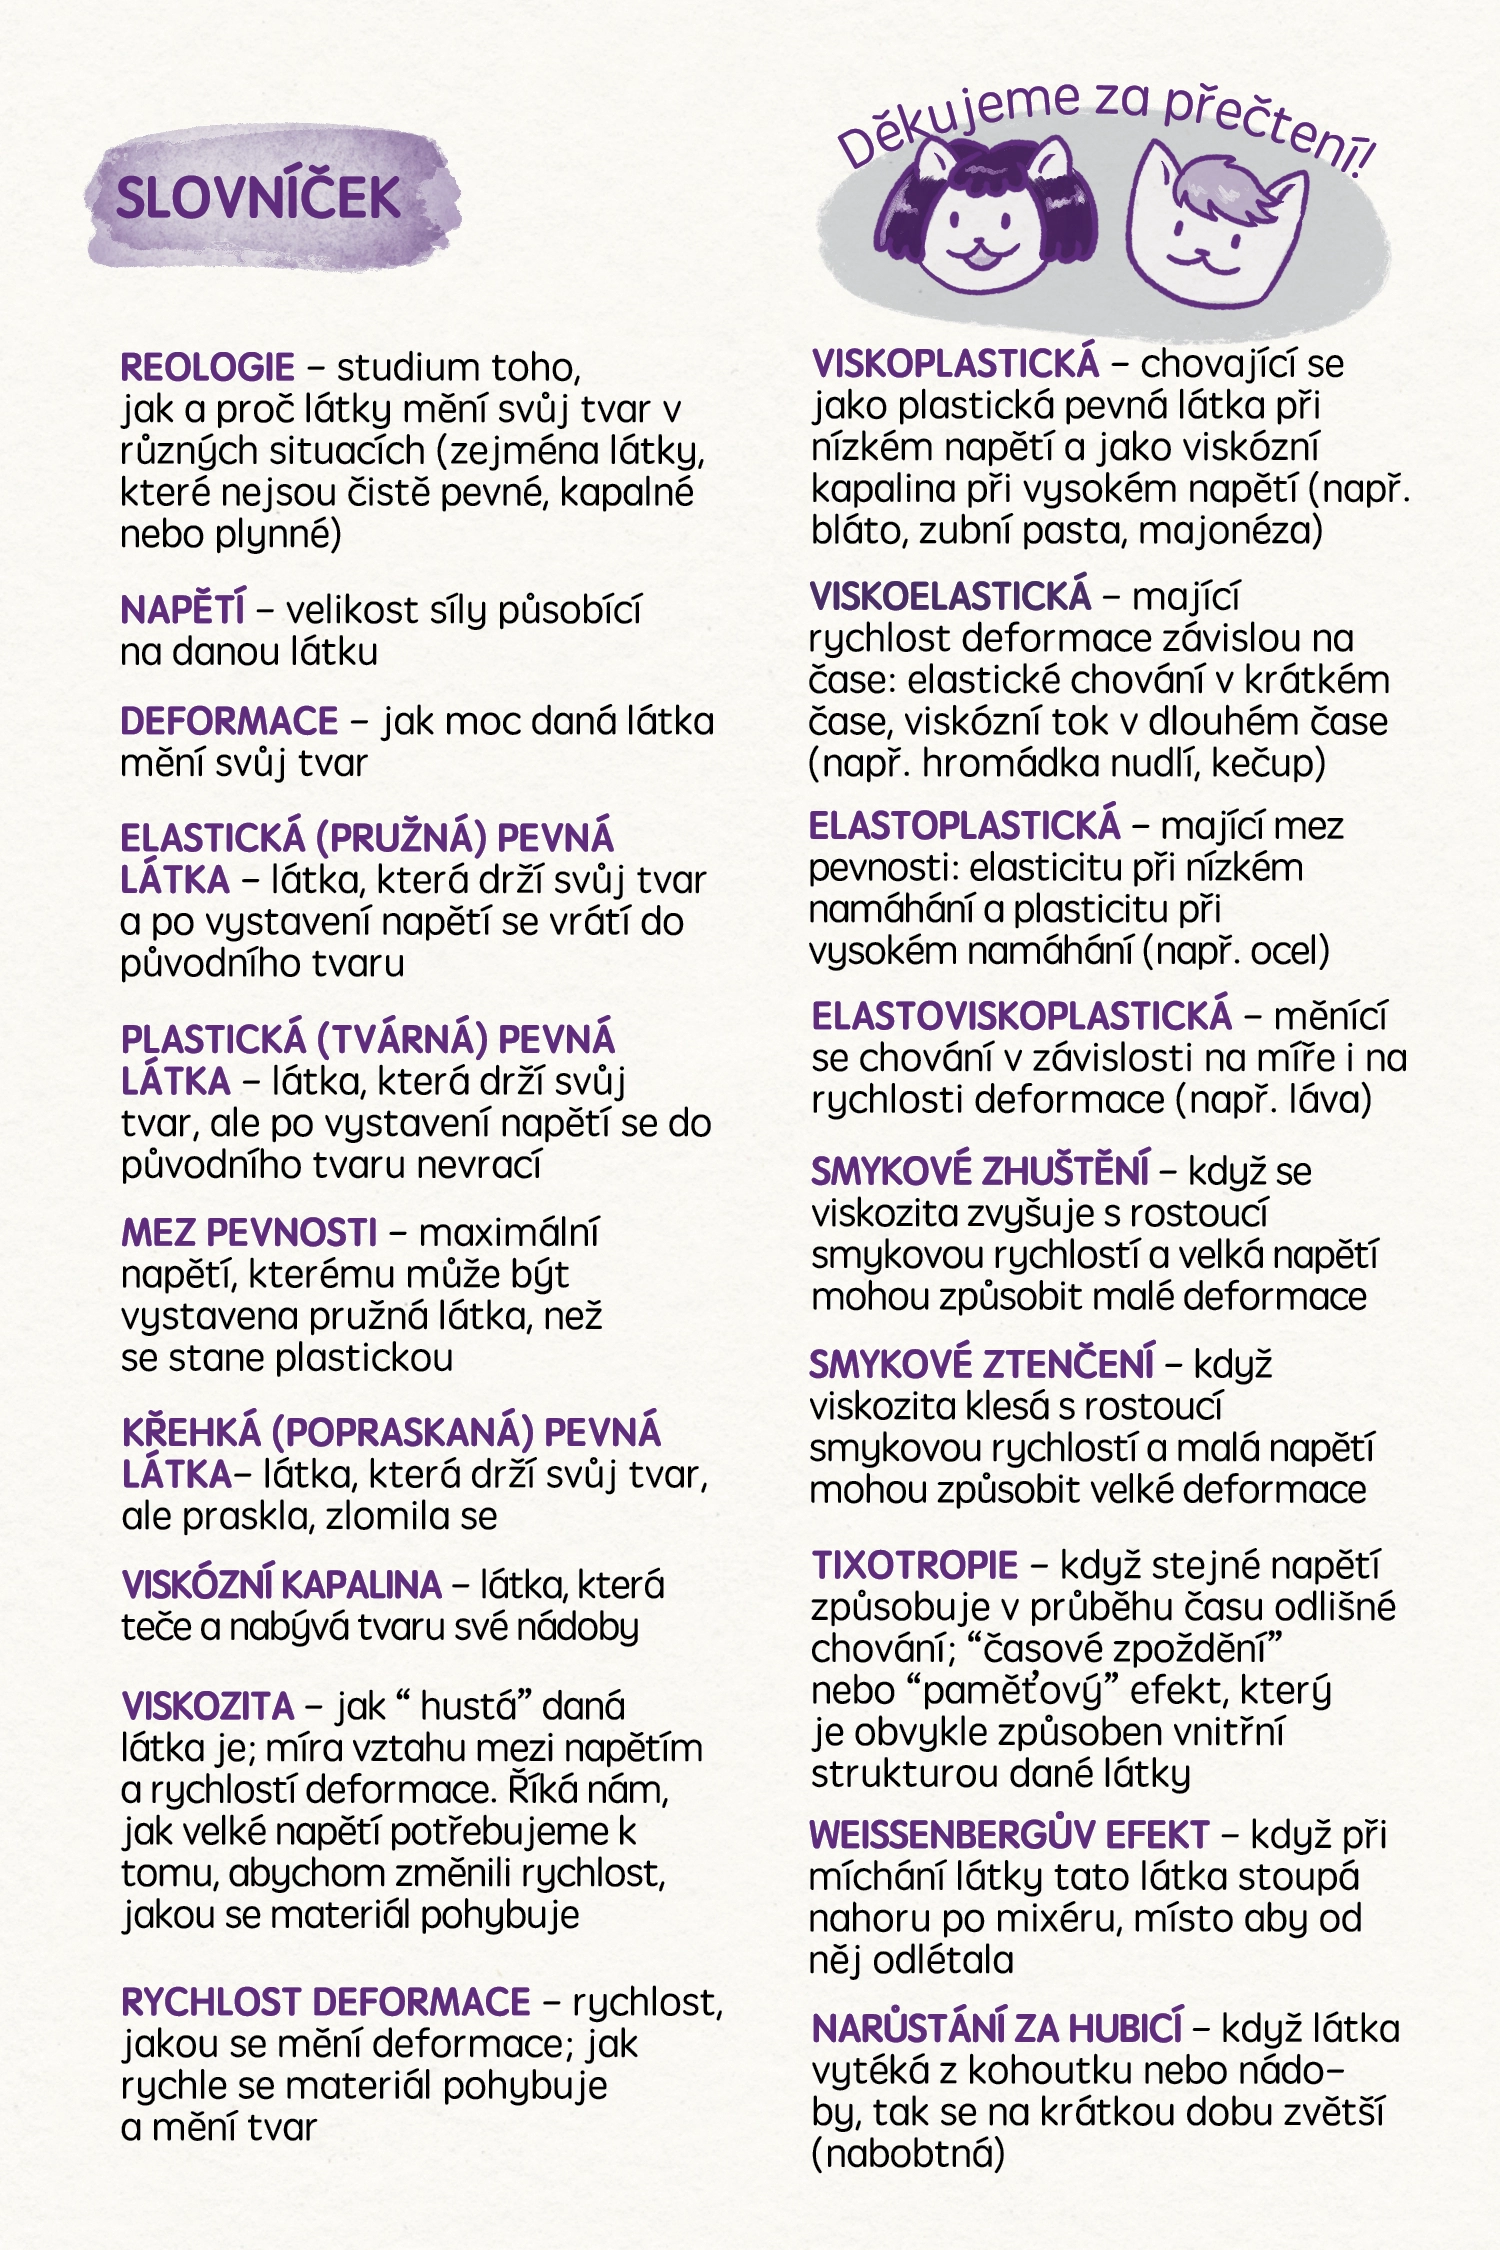 SLOVNÍČEK
REOLOGIE – studium toho,
jak a proč látky mění svůj tvar v
různých situacích (zejména látky,
které nejsou čistě pevné, kapalné
nebo plynné)
NAPĚTÍ – velikost síly působící
na danou látku
DEFORMACE – jak moc daná látka
mění svůj tvar
ELASTICKÁ (PRUŽNÁ) PEVNÁ
LÁTKA – látka, která drží svůj tvar
a po vystavení napětí se vrátí do
původního tvaru
PLASTICKÁ (TVÁRNÁ) PEVNÁ
LÁTKA – látka, která drží svůj
tvar, ale po vystavení napětí se do
původního tvaru nevrací
MEZ PEVNOSTI – maximální
napětí, kterému může být
vystavena pružná látka, než
se stane plastickou
KŘEHKÁ (POPRASKANÁ) PEVNÁ
LÁTKA– látka, která drží svůj tvar,
ale praskla, zlomila se
VISKÓZNÍ KAPALINA – látka, která
teče a nabývá tvaru své nádoby
VISKOZITA – jak “ hustá” daná
látka je; míra vztahu mezi napětím
a rychlostí deformace. Říká nám,
jak velké napětí potřebujeme k
tomu, abychom změnili rychlost,
jakou se materiál pohybuje
RYCHLOST DEFORMACE – rychlost,
jakou se mění deformace; jak
rychle se materiál pohybuje
a mění tvar
Děkujeme za přečtení!
VISKOPLASTICKÁ – chovající se
jako plastická pevná látka při
nízkém napětí a jako viskózní
kapalina při vysokém napětí (např.
bláto, zubní pasta, majonéza)
VISKOELASTICKÁ – mající
rychlost deformace závislou na
čase: elastické chování v krátkém
čase, viskózní tok v dlouhém čase
(např. hromádka nudlí, kečup)
ELASTOPLASTICKÁ – mající mez
pevnosti: elasticitu při nízkém
namáhání a plasticitu při
vysokém namáhání (např. ocel)
ELASTOVISKOPLASTICKÁ – měnící
se chování v závislosti na míře i na
rychlosti deformace (např. láva)
SMYKOVÉ ZHUŠTĚNÍ – když se
viskozita zvyšuje s rostoucí
smykovou rychlostí a velká napětí
mohou způsobit malé deformace
SMYKOVÉ ZTENČENÍ – když
viskozita klesá s rostoucí
smykovou rychlostí a malá napětí
mohou způsobit velké deformace
TIXOTROPIE – když stejné napětí
způsobuje v průběhu času odlišné
chování; “časové zpoždění”
nebo “paměťový” efekt, který
je obvykle způsoben vnitřní
strukturou dané látky
WEISSENBERGŮV EFEKT – když při
míchání látky tato látka stoupá
nahoru po mixéru, místo aby od
něj odlétala
NARŮSTÁNÍ ZA HUBICÍ – když látka
vytéká z kohoutku nebo nádo–
by, tak se na krátkou dobu zvětší
(nabobtná)